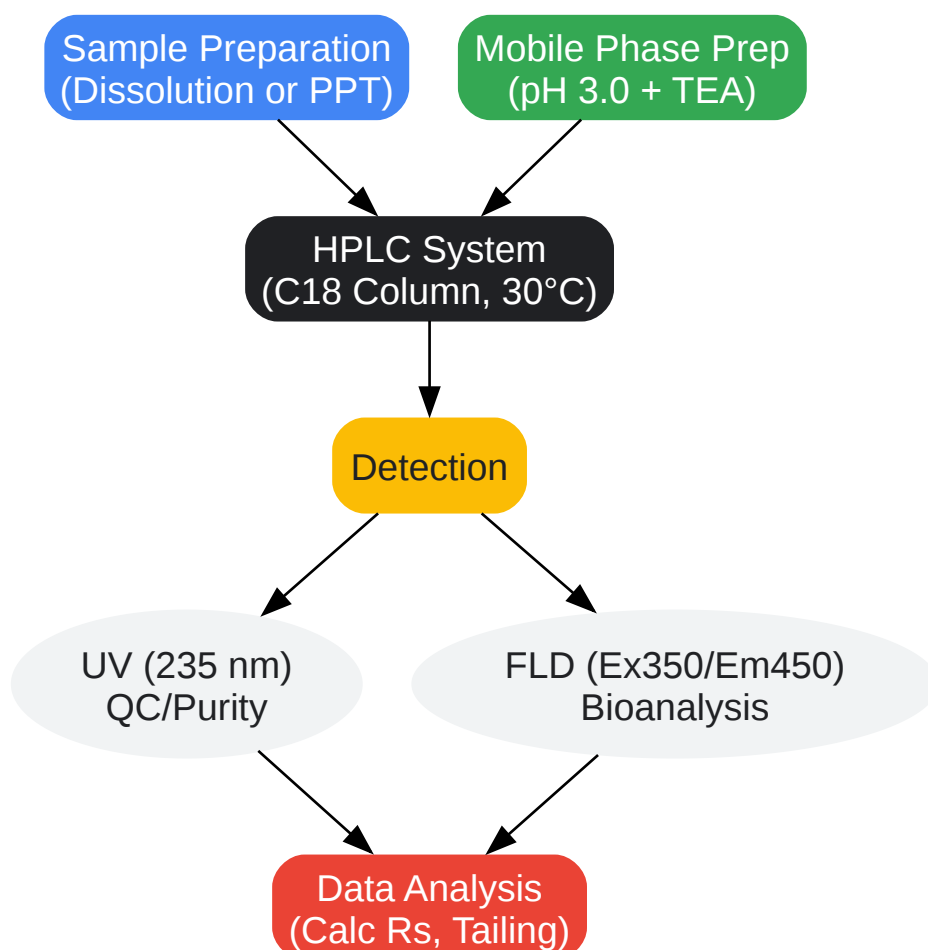 Sample Preparation
(Dissolution or PPT)
Mobile Phase Prep
(pH 3.0 + TEA)
HPLC System
(C18 Column, 30°C)
Detection
UV (235 nm)
QC/Purity
FLD (Ex350/Em450)
Bioanalysis
Data Analysis
(Calc Rs, Tailing)